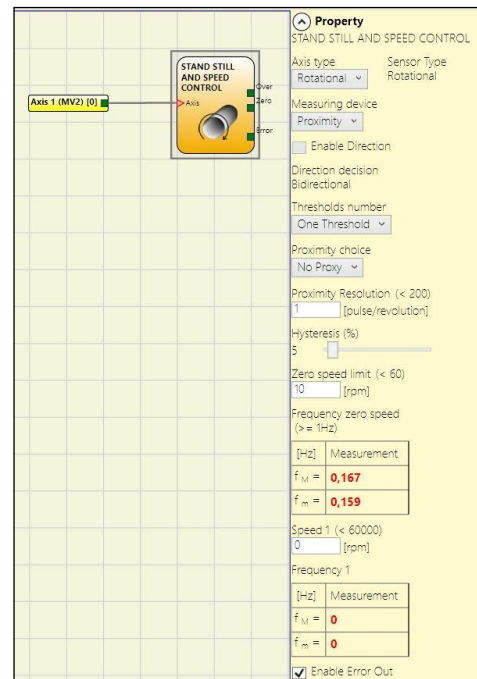 STAND STILL
AND SPEED
CONTROL
Over
Axis 1 (MV2) [0]
Axis
Zero
Error
Property
STAND STILL AND SPEED CONTROL
Axis type Sensor Type
Rotational Rotational
Measuring device
Proximity
Enable Direction
Direction decision
Bidirectional
Thresholds number
One Threshold
Proximity choice
No Proxy
Proximity Resolution (< 200)
1 [pulse/revolution]
Hysteresis (%)
5
Zero speed limit (< 60)
10 [rpm]
Frequency zero speed
(>= 1Hz)
[Hz] Measurement
f M = 0,167
f m = 0,159
Speed 1 (< 60000)
0 [rpm]
Frequency 1
[Hz] Measurement
f M = 0
f m = 0
Enable Error Out